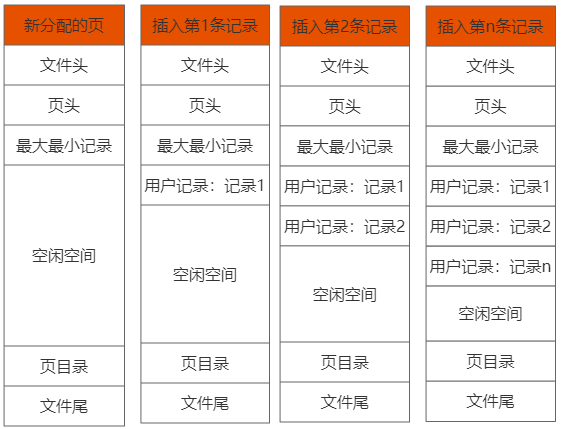 新分配的页
文件头
页头
最大最小记录
空闲空间
页目录
文件尾
插入第1条记录
文件头
页头
最大最小记录
用户记录：记录1
空闲空间
页目录
文件尾
插入第2条记录
文件头
页头
最大最小记录
用户记录：记录1
用户记录：记录2
空闲空间
页目录
文件尾
插入第n条记录
文件头
页头
最大最小记录
用户记录：记录1
用户记录：记录2
用户记录：记录n
空闲空间
页目录
文件尾